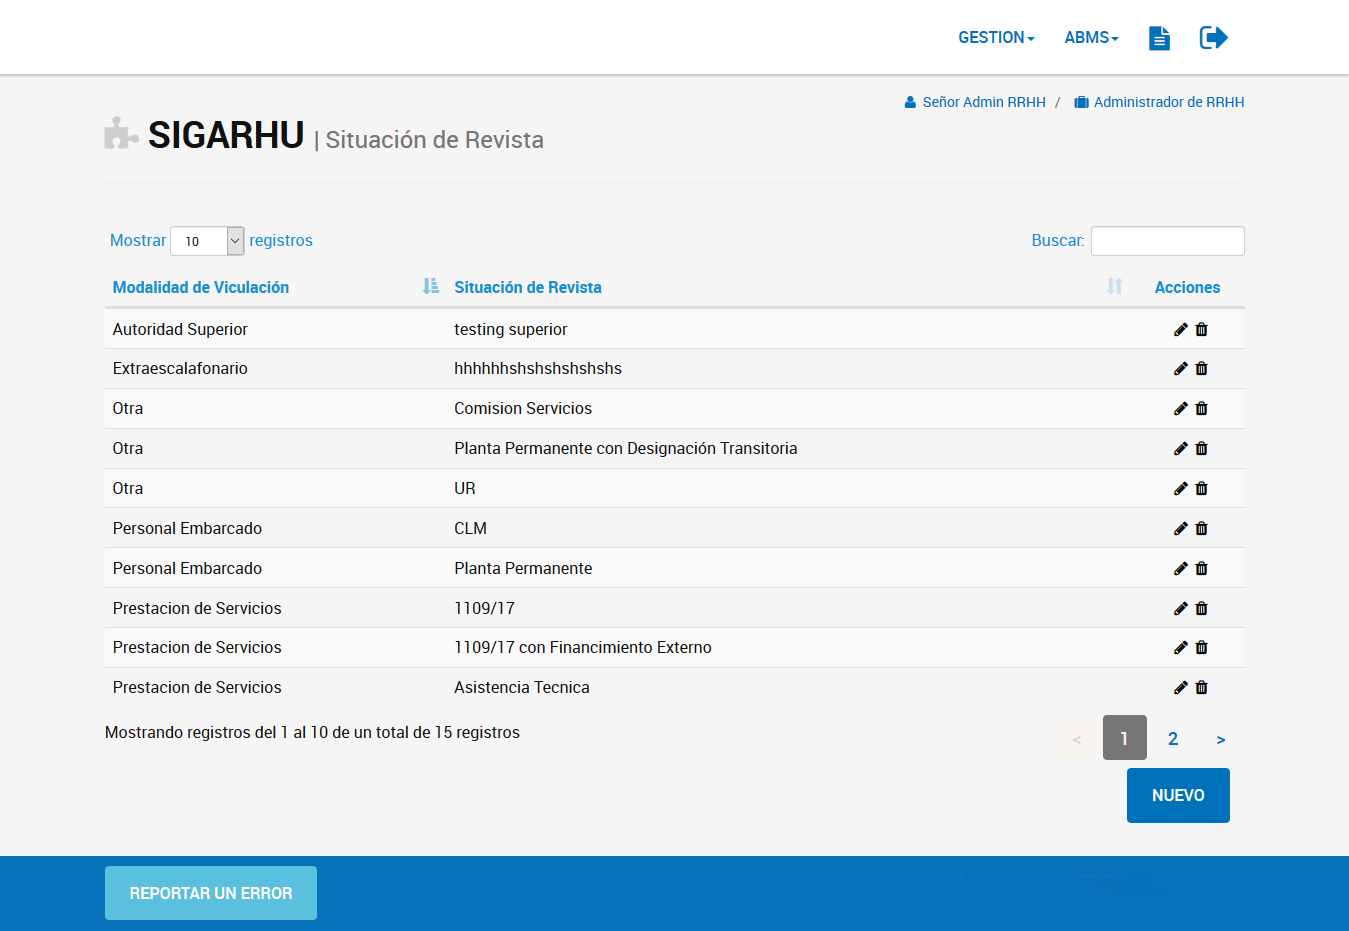 GESTION ABMS
Señor Admin RRHH / Administrador de RRHH
SIGARHU | Situación de Revista
Mostrar 10 registros Buscar:
Modalidad de Viculación Situación de Revista Acciones
Autoridad Superior testing superior
Extraescalafonario hhhhhhshshshshshshs
Otra Comision Servicios
Otra Planta Permanente con Designación Transitoria
Otra UR
Personal Embarcado CLM
Personal Embarcado Planta Permanente
Prestacion de Servicios 1109/17
Prestacion de Servicios 1109/17 con Financimiento Externo
Prestacion de Servicios Asistencia Tecnica
Mostrando registros del 1 al 10 de un total de 15 registros
< 1 2 >
NUEVO
REPORTAR UN ERROR